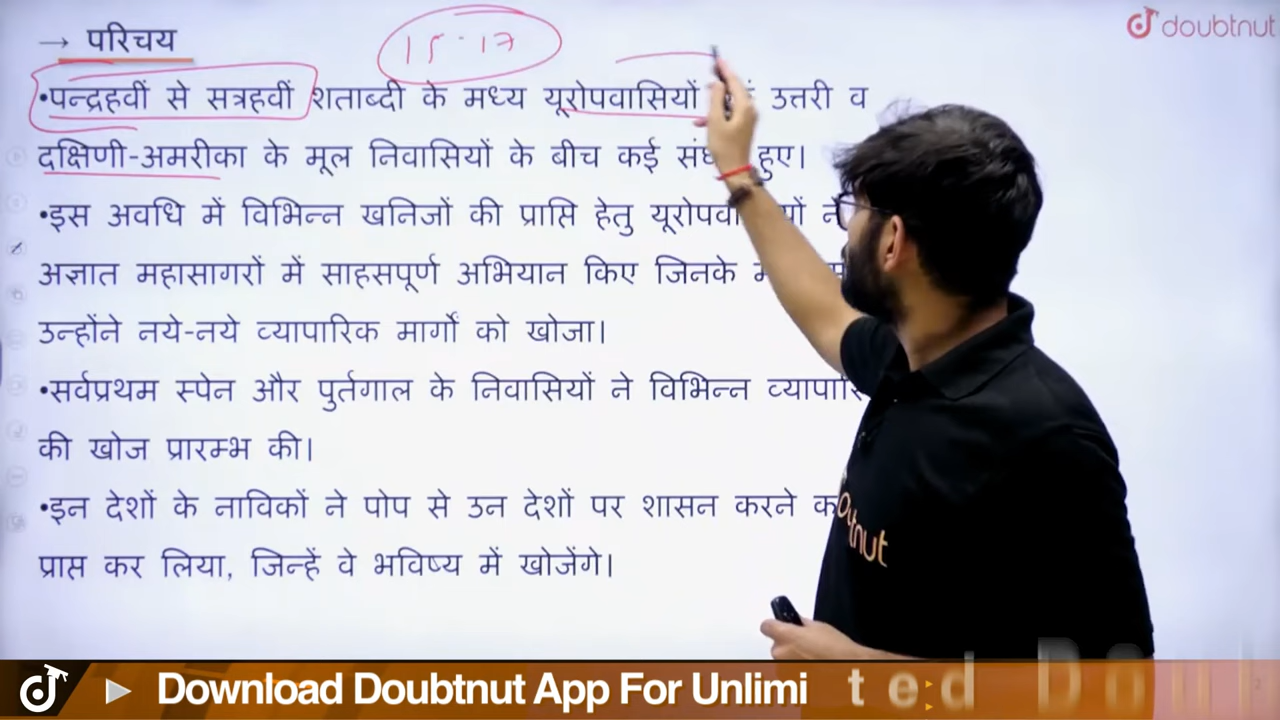 → परिचय
15-17
doubtnut
•पन्द्रहवीं से सत्रहवीं शताब्दी के मध्य यूरोपवासियों उत्तरी व
दक्षिणी-अमरीका के मूल निवासियों के बीच कई हुए।
•इस अवधि में विभिन्न खनिजों की प्राप्ति हेतु
अज्ञात महासागरों में साहसपूर्ण अभियान किए जिनके
उन्होंने नये-नये व्यापारिक मार्गों को खोजा।
•सर्वप्रथम स्पेन और पुर्तगाल के निवासियों ने विभिन्न
की खोज प्रारम्भ की।
•इन देशों के नाविकों ने पोप से उन देशों पर शासन करने
प्राप्त कर लिया, जिन्हें वे भविष्य में खोजेंगे।
Download Doubtnut App For Unlimi t e d D o u